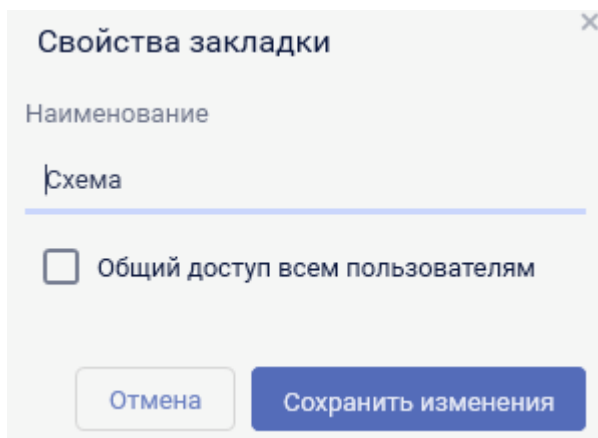 Свойства закладки
Наименование
Схема
Общий доступ всем пользователям
Отмена
Сохранить изменения